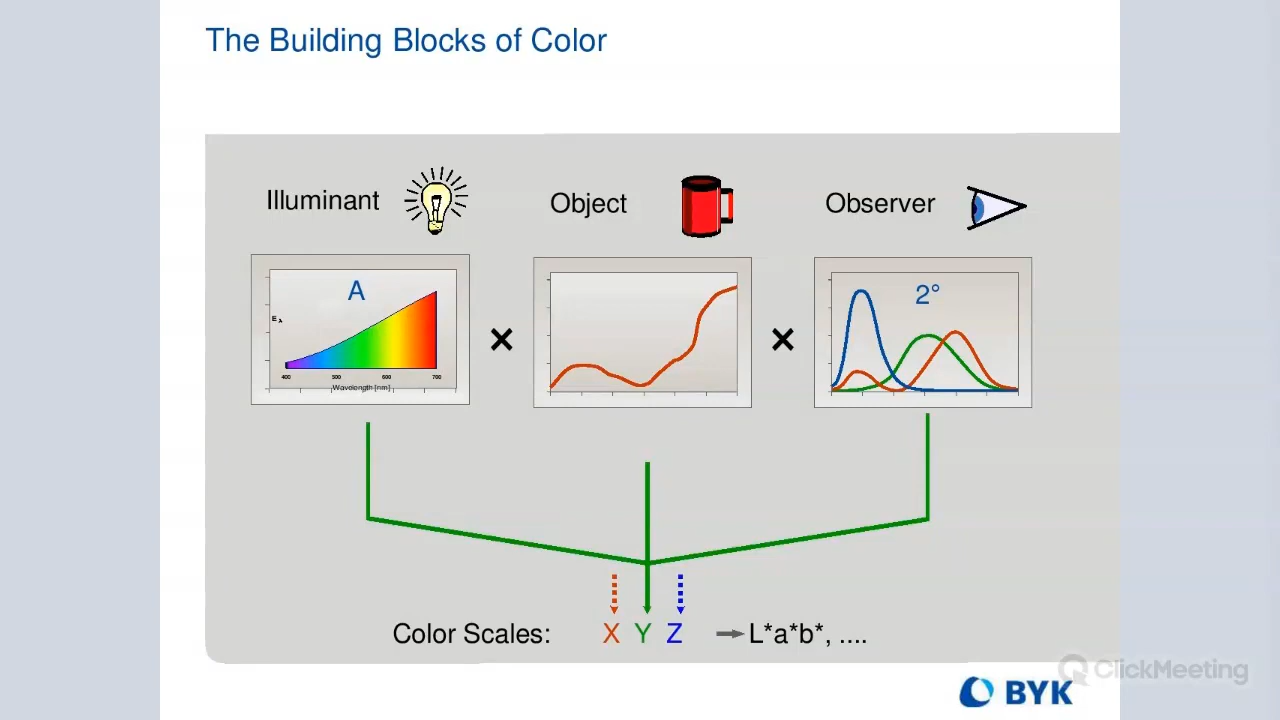 The Building Blocks of Color
Illuminant
Object
Observer
A
E λ
400 500 600 700
Wavelength [nm]
×
×
2°
Color Scales: X Y Z L*a*b*, ....
ClickMeeting
BYK